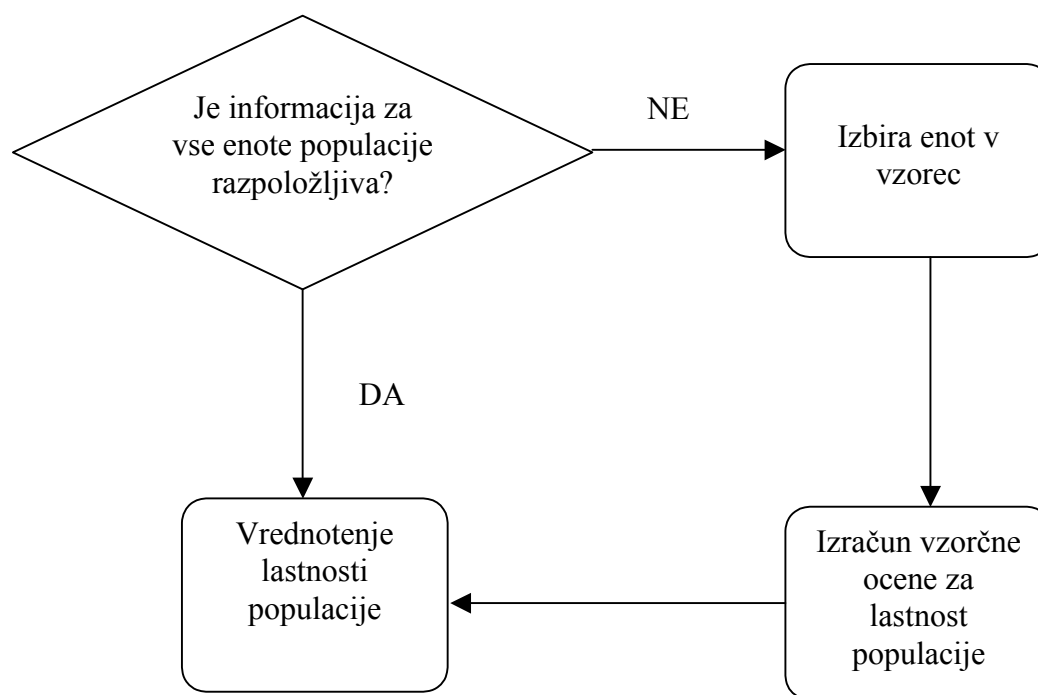 Je informacija za
vse enote populacije
razpoložljiva?
NE
Izbira enot v
vzorec
DA
Vrednotenje
lastnosti
populacije
Izračun vzorčne
ocene za
lastnost
populacije